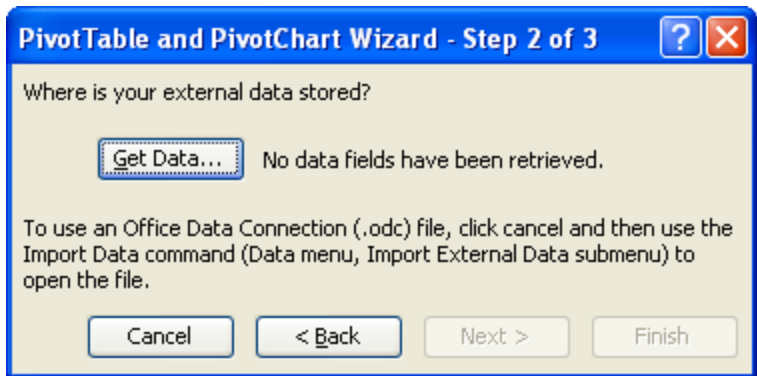 PivotTable and PivotChart Wizard - Step 2 of 3
Where is your external data stored?
Get Data... No data fields have been retrieved.
To use an Office Data Connection (.odc) file, click cancel and then use the
Import Data command (Data menu, Import External Data submenu) to
open the file.
Cancel < Back Next > Finish